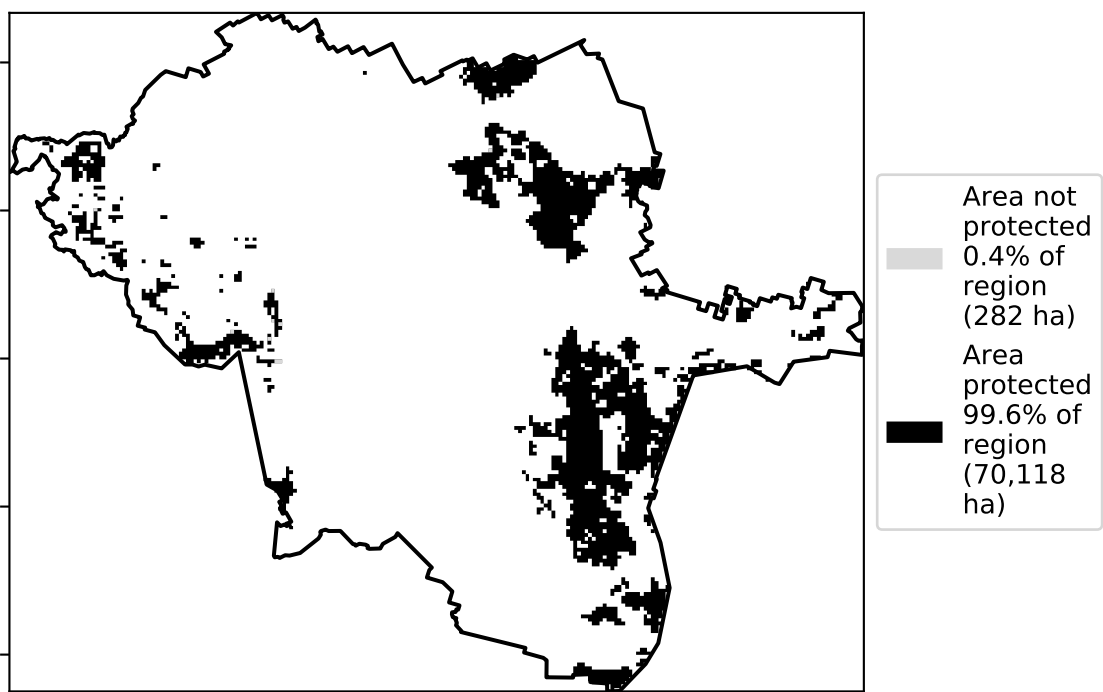 Area not
protected
0.4% of
region
(282 ha)
Area
protected
99.6% of
region
(70,118
ha)